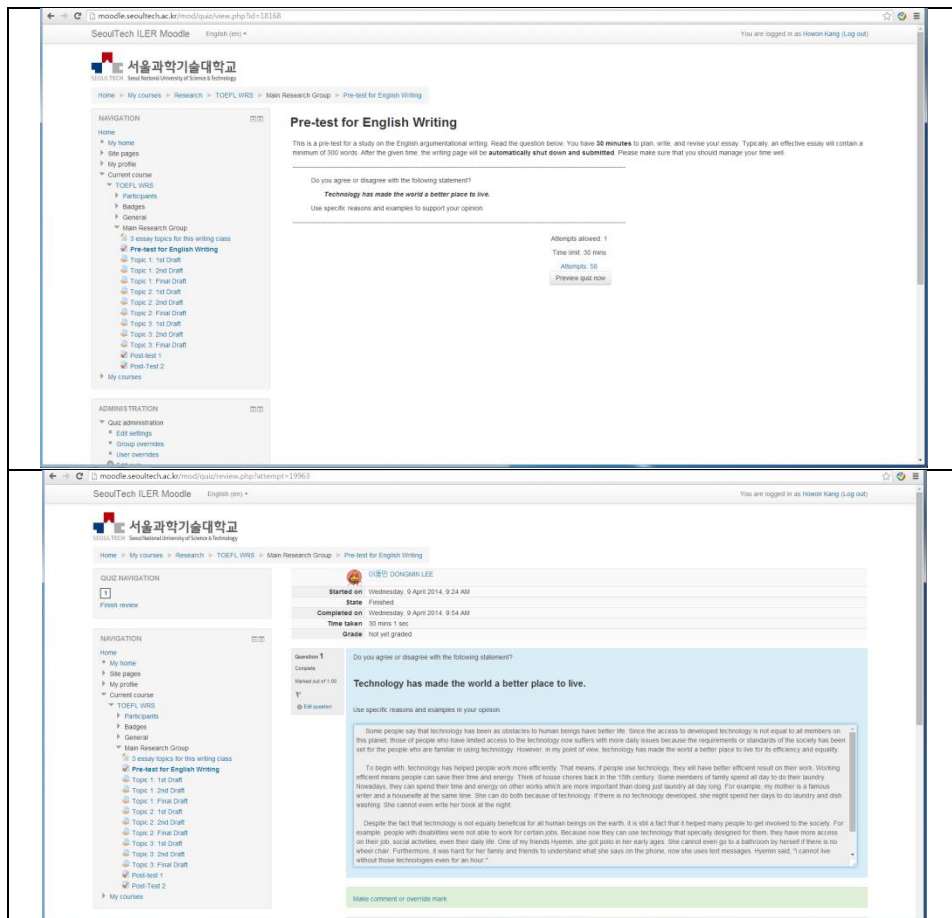 moodle.seoultech.ac.kr/mod/quiz/view.php?id=18168
SeoulTech ILER Moodle English (en)
You are logged in as Howon Kang (Log out)
서울과학기술대학교
SEOULTECH Seoul National University of Science & Technology
Home My courses Research TOEFL WRS Main Research Group Pre-test for English Writing
NAVIGATION
Home
My home
Site pages
My profile
Current course
TOEFL WRS
Participants
Badges
General
Main Research Group
3 essay topics for this writing class
Pre-test for English Writing
Topic 1: 1st Draft
Topic 1: 2nd Draft
Topic 1: Final Draft
Topic 2: 1st Draft
Topic 2: 2nd Draft
Topic 2: Final Draft
Topic 3: 1st Draft
Topic 3: 2nd Draft
Topic 3: Final Draft
Post-test 1
Post-Test 2
My courses
ADMINISTRATION
Quiz administration
Edit settings
Group overrides
User overrides
Edit quiz
Pre-test for English Writing
This is a pre-test for a study on the English argumentational writing. Read the question below. You have 30 minutes to plan, write, and revise your essay. Typically, an effective essay will contain a
minimum of 300 words. After the given time, the writing page will be automatically shut down and submitted. Please make sure that you should manage your time well.
Do you agree or disagree with the following statement?
Technology has made the world a better place to live.
Use specific reasons and examples to support your opinion.
Attempts allowed: 1
Time limit: 30 mins
Attempts: 56
Preview quiz now
moodle.seoultech.ac.kr/mod/quiz/review.php?attempt=19963
SeoulTech ILER Moodle English (en)
You are logged in as Howon Kang (Log out)
서울과학기술대학교
SEOULTECH Seoul National University of Science & Technology
Home My courses Research TOEFL WRS Main Research Group Pre-test for English Writing
QUIZ NAVIGATION
1
Finish review
NAVIGATION
Home
My home
Site pages
My profile
Current course
TOEFL WRS
Participants
Badges
General
Main Research Group
3 essay topics for this writing class
Pre-test for English Writing
Topic 1: 1st Draft
Topic 1: 2nd Draft
Topic 1: Final Draft
Topic 2: 1st Draft
Topic 2: 2nd Draft
Topic 2: Final Draft
Topic 3: 1st Draft
Topic 3: 2nd Draft
Topic 3: Final Draft
Post-test 1
Post-Test 2
My courses
이동민 DONGMIN LEE
Started on Wednesday, 9 April 2014, 9:24 AM
State Finished
Completed on Wednesday, 9 April 2014, 9:54 AM
Time taken 30 mins 1 sec
Grade Not yet graded
Question 1
Complete
Marked out of 1.00
Edit question
Do you agree or disagree with the following statement?
Technology has made the world a better place to live.
Use specific reasons and examples in your opinion.
Some people say that technology has been as obstacles to human beings have better life. Since the access to developed technology is not equal to all members on
this planet; those of people who have limited access to the technology now suffers with more daily issues because the requirements or standards of the society has been
set for the people who are familiar in using technology. However, in my point of view, technology has made the world a better place to live for its efficiency and equality.
To begin with, technology has helped people work more efficiently. That means, if people use technology, they will have better efficient result on their work. Working
efficient means people can save their time and energy. Think of house chores back in the 15th century. Some members of family spend all day to do their laundry.
Nowadays, they can spend their time and energy on other works which are more important than doing just laundry all day long. For example, my mother is a famous
writer and a housewife at the same time. She can do both because of technology. If there is no technology developed, she might spend her days to do laundry and dish
washing. She cannot even write her book at the night.
Despite the fact that technology is not equally beneficial for all human beings on the earth, it is still a fact that it helped many people to get involved to the society. For
example, people with disabilities were not able to work for certain jobs. Because now they can use technology that specially designed for them, they have more access
on their job, social activities, even their daily life. One of my friends Hyemin, she got polio in her early ages. She cannot even go to a bathroom by herself if there is no
wheel chair. Furthermore, it was hard for her family and friends to understand what she says on the phone, now she uses text messages. Hyemin said, "I cannot live
without those technologies even for an hour."
Make comment or override mark